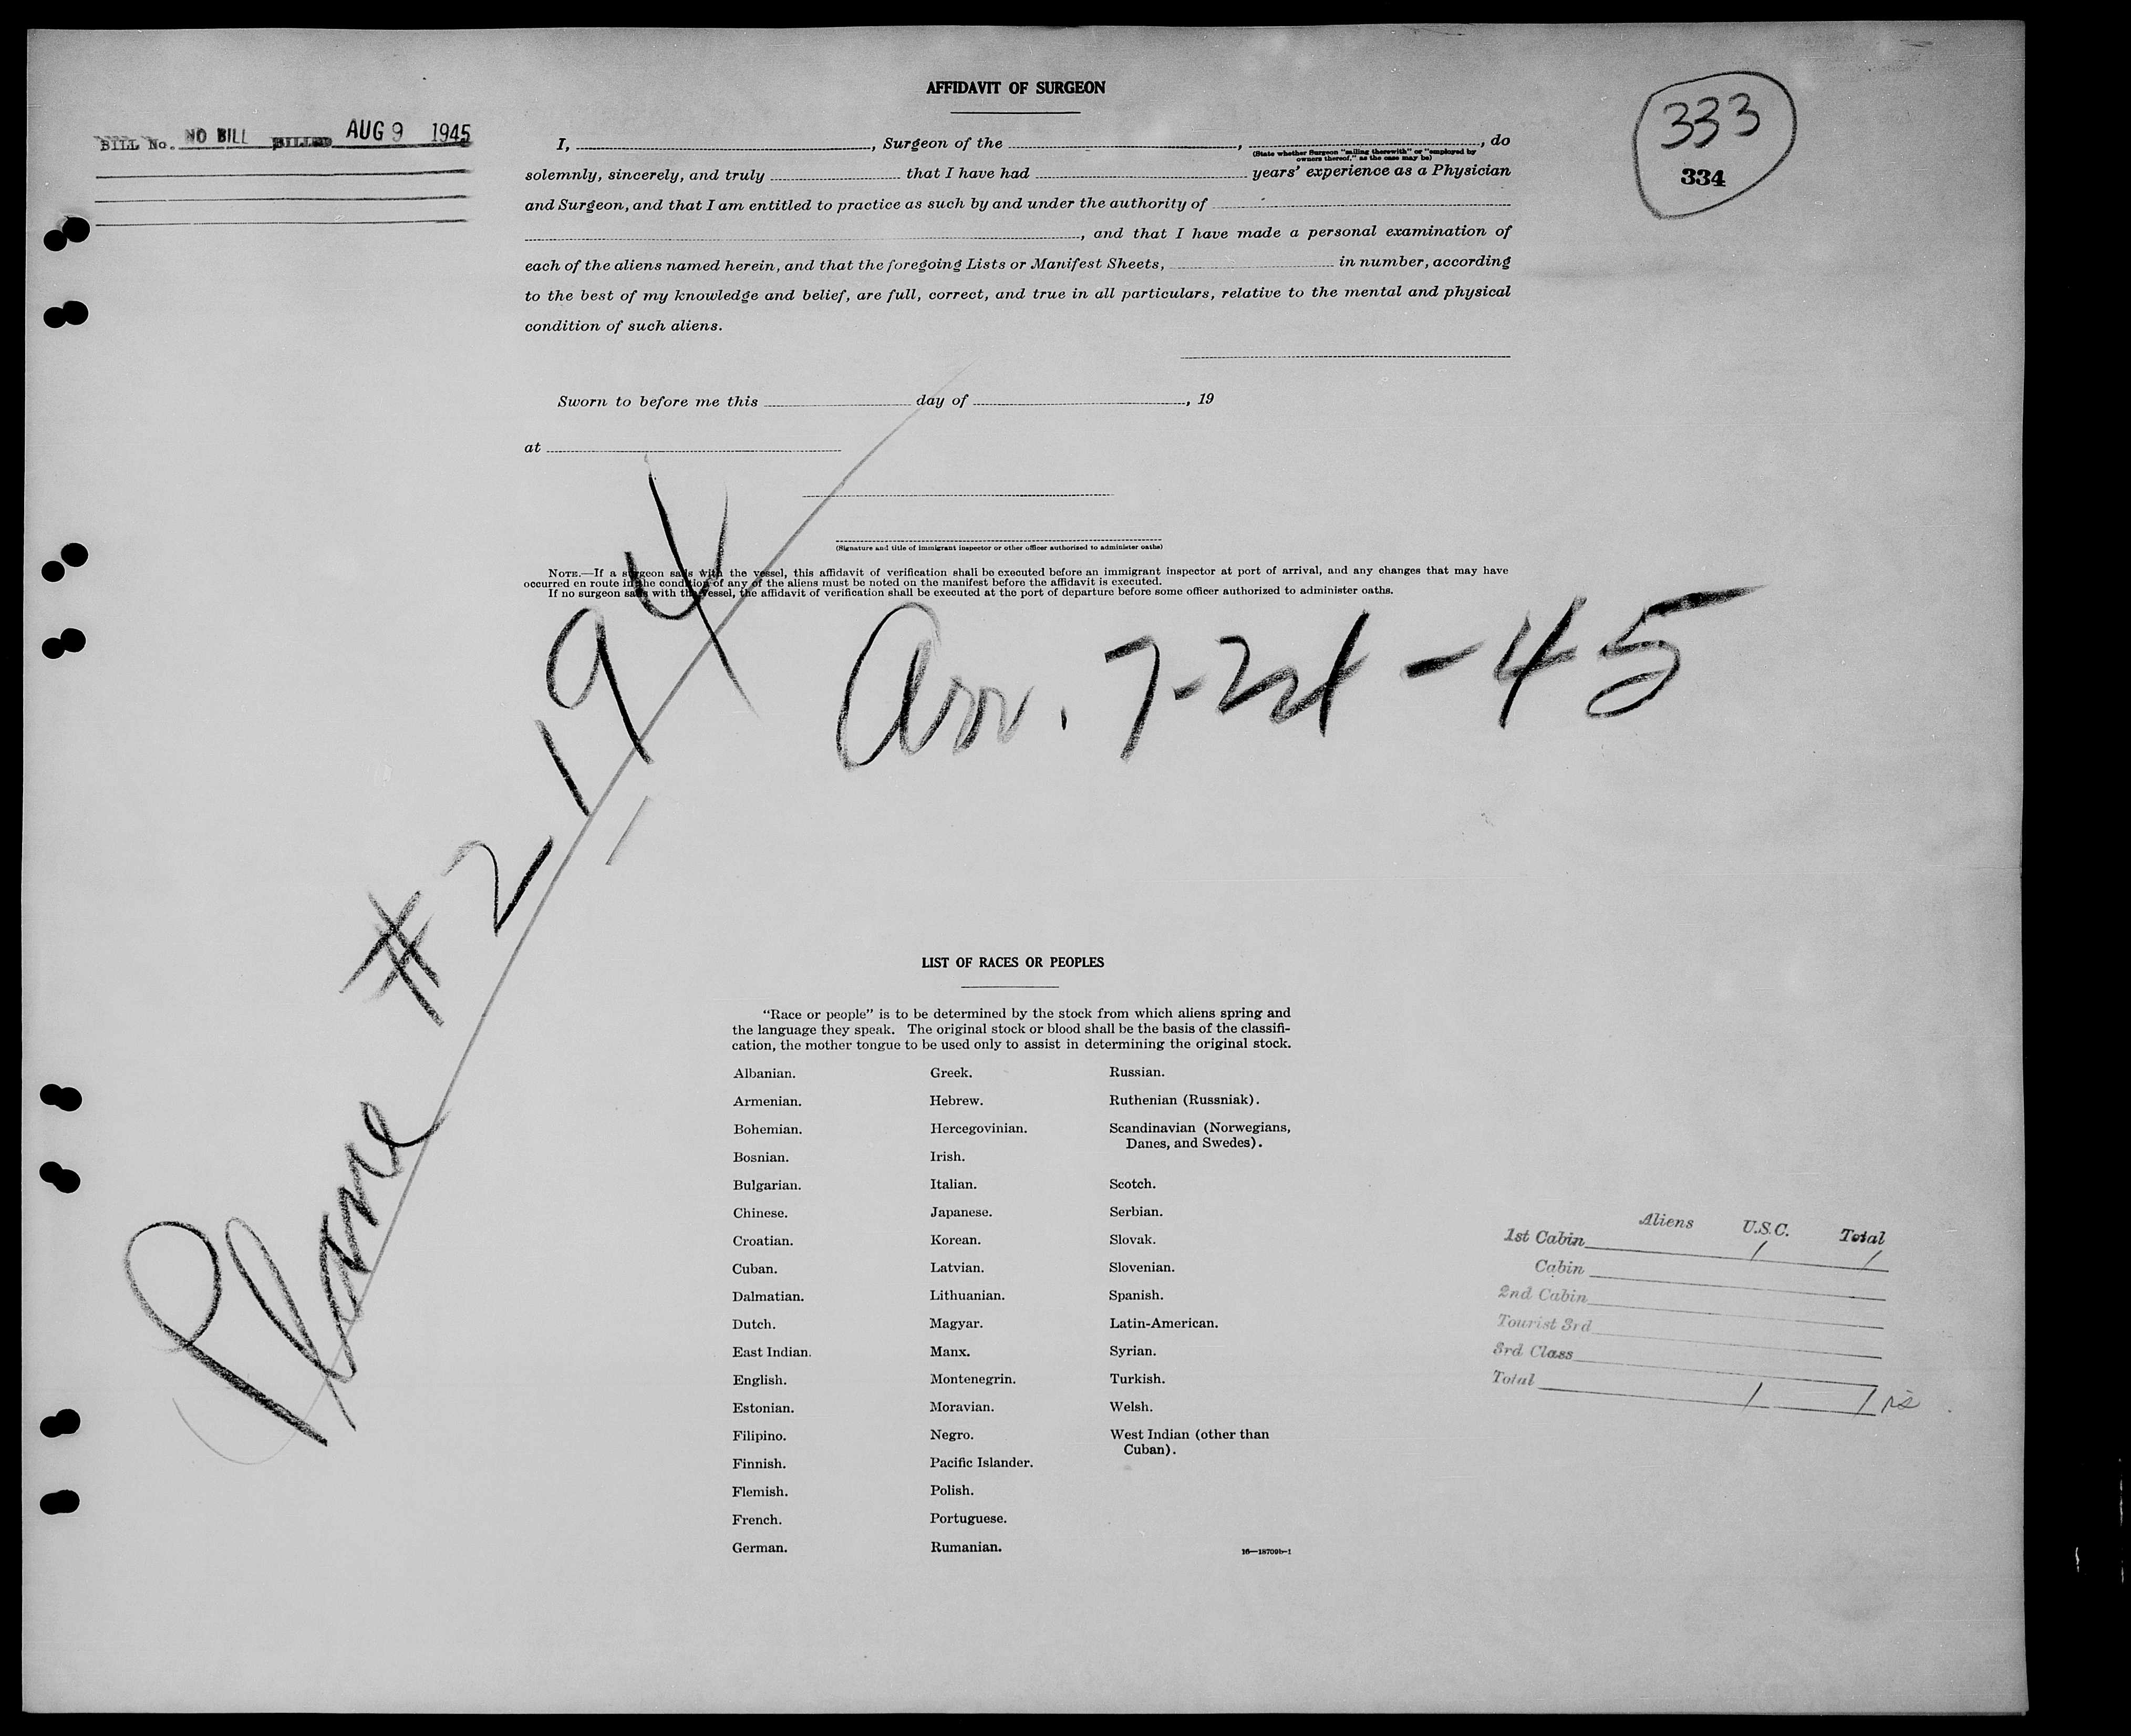 AFFIDAVIT OF SURGEON
333
334
BILL No. NO BILL BILLED AUG 9 1945
I, , Surgeon of the , , do
(State whether Surgeon "sailing therewith" or "employed by
owners thereof," as the case may be)
solemnly, sincerely, and truly that I have had years' experience as a Physician
and Surgeon, and that I am entitled to practice as such by and under the authority of
, and that I have made a personal examination of
each of the aliens named herein, and that the foregoing Lists or Manifest Sheets, in number, according
to the best of my knowledge and belief, are full, correct, and true in all particulars, relative to the mental and physical
condition of such aliens.
Sworn to before me this day of , 19
at
(Signature and title of immigrant inspector or other officer authorized to administer oaths)
NOTE.—If a surgeon sails with the vessel, this affidavit of verification shall be executed before an immigrant inspector at port of arrival, and any changes that may have
occurred en route in the condition of any of the aliens must be noted on the manifest before the affidavit is executed.
If no surgeon sails with the vessel, the affidavit of verification shall be executed at the port of departure before some officer authorized to administer oaths.
Arr. 7-24-45
Plane #2194
LIST OF RACES OR PEOPLES
"Race or people" is to be determined by the stock from which aliens spring and
the language they speak. The original stock or blood shall be the basis of the classifi-
cation, the mother tongue to be used only to assist in determining the original stock.
Albanian.
Armenian.
Bohemian.
Bosnian.
Bulgarian.
Chinese.
Croatian.
Cuban.
Dalmatian.
Dutch.
East Indian.
English.
Estonian.
Filipino.
Finnish.
Flemish.
French.
German.
Greek.
Hebrew.
Hercegovinian.
Irish.
Italian.
Japanese.
Korean.
Latvian.
Lithuanian.
Magyar.
Manx.
Montenegrin.
Moravian.
Negro.
Pacific Islander.
Polish.
Portuguese.
Rumanian.
Russian.
Ruthenian (Russniak).
Scandinavian (Norwegians,
Danes, and Swedes).
Scotch.
Serbian.
Slovak.
Slovenian.
Spanish.
Latin-American.
Syrian.
Turkish.
Welsh.
West Indian (other than
Cuban).
16—18709b-1
Aliens U.S.C. Total
1st Cabin 1 1
Cabin
2nd Cabin
Tourist 3rd
3rd Class
Total 1 1